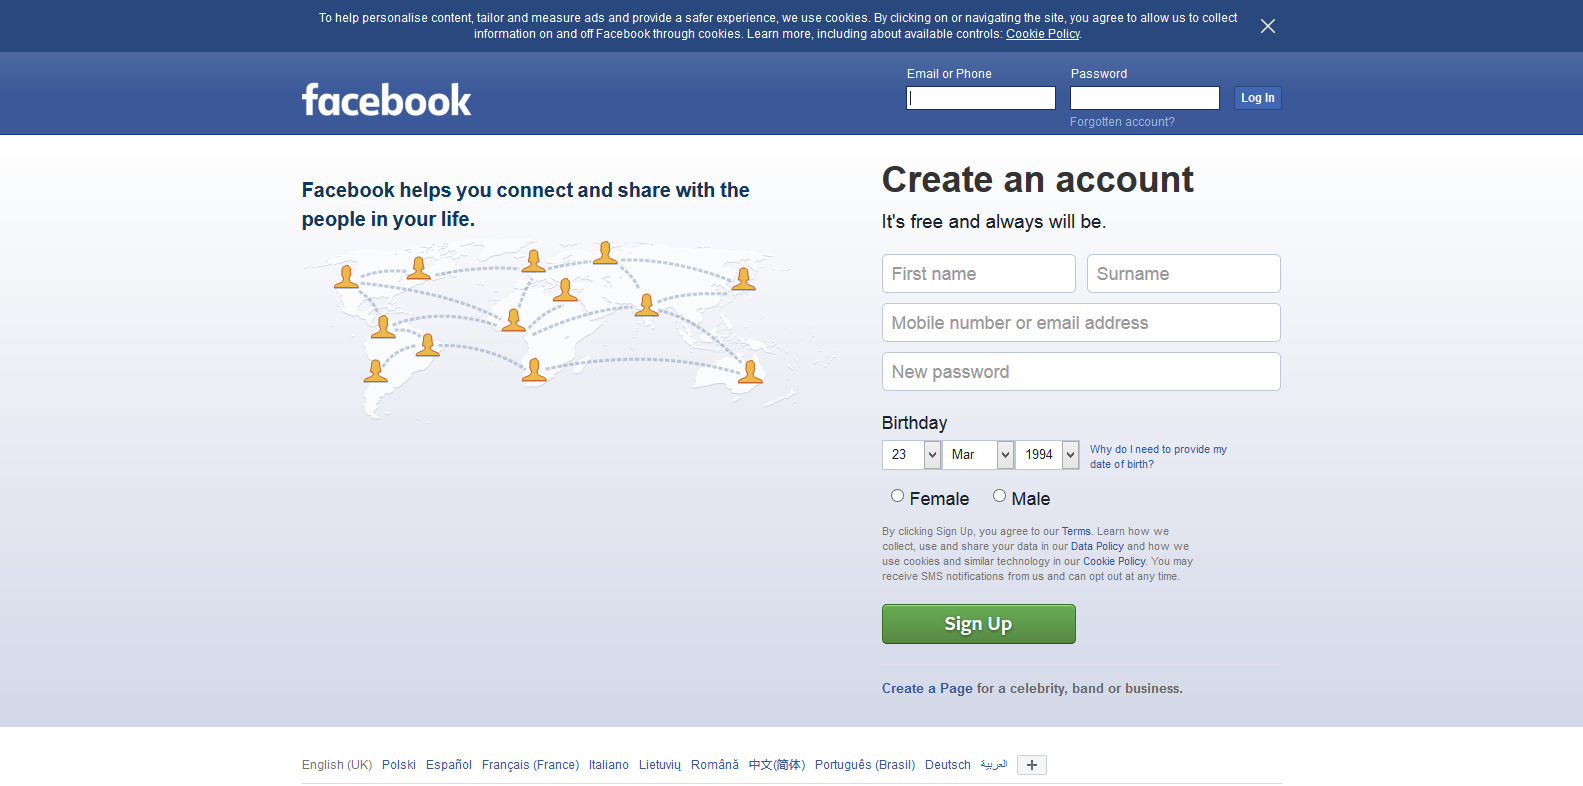 To help personalise content, tailor and measure ads and provide a safer experience, we use cookies. By clicking on or navigating the site, you agree to allow us to collect
information on and off Facebook through cookies. Learn more, including about available controls: Cookie Policy.
facebook
Email or Phone
Password
Log In
Forgotten account?
Facebook helps you connect and share with the
people in your life.
Create an account
It's free and always will be.
First name
Surname
Mobile number or email address
New password
Birthday
23 Mar 1994
Why do I need to provide my
date of birth?
Female Male
By clicking Sign Up, you agree to our Terms. Learn how we
collect, use and share your data in our Data Policy and how we
use cookies and similar technology in our Cookie Policy. You may
receive SMS notifications from us and can opt out at any time.
Sign Up
Create a Page for a celebrity, band or business.
English (UK) Polski Español Français (France) Italiano Lietuvių Română 中文(简体) Português (Brasil) Deutsch العربية +